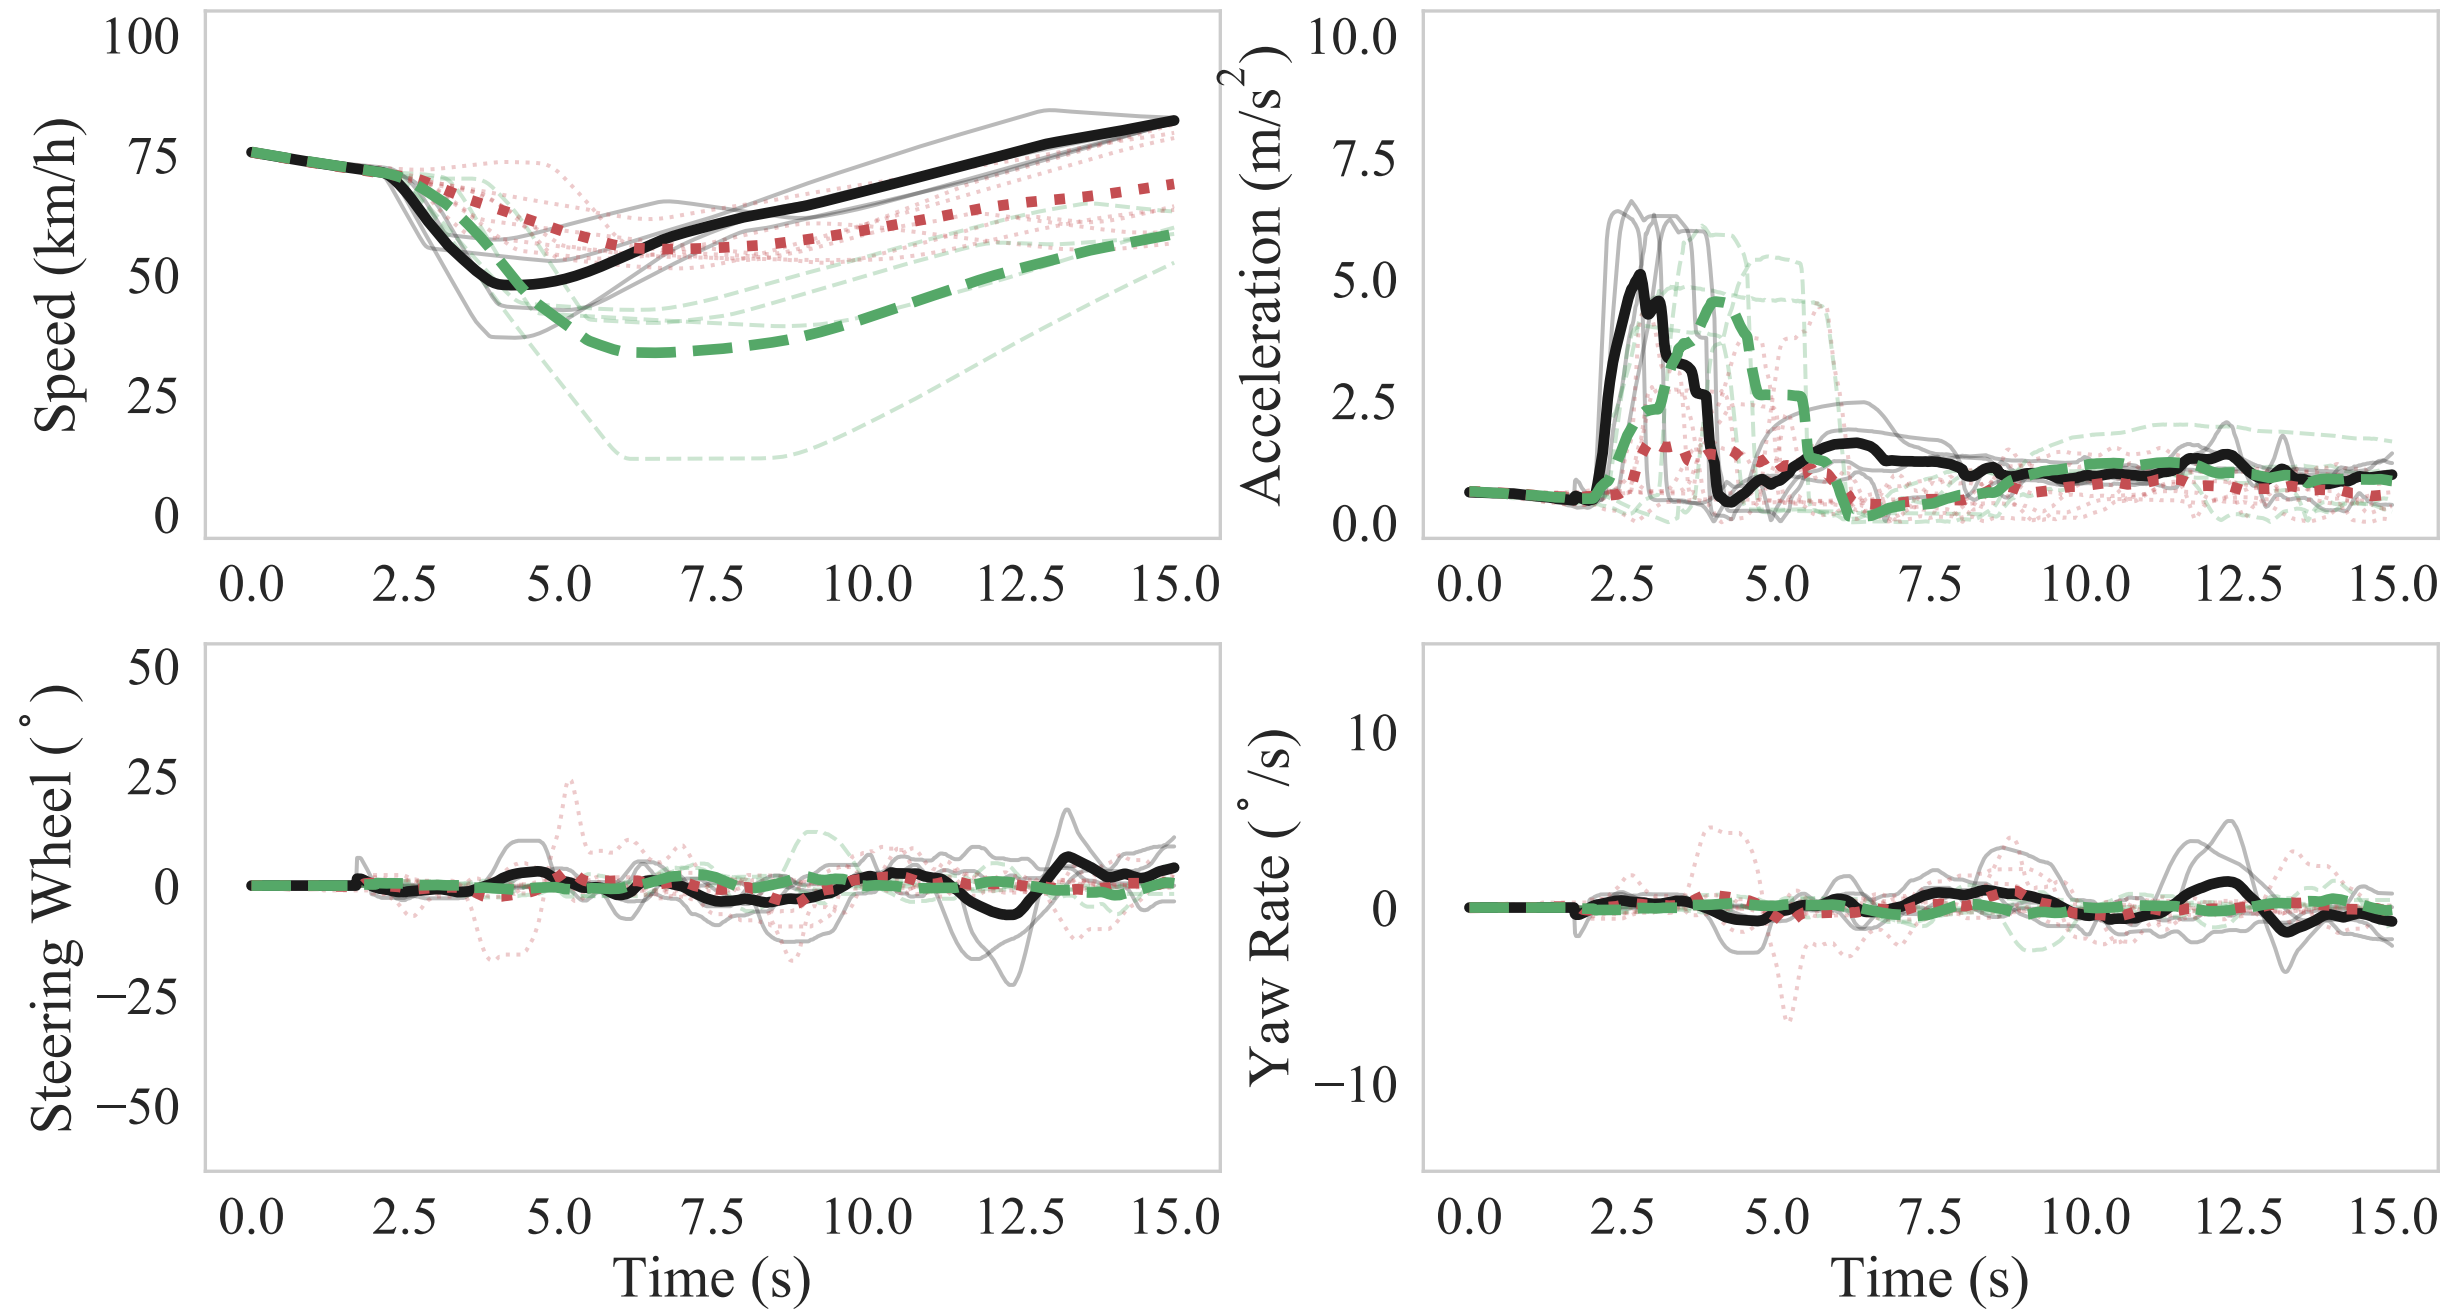 Speed (km/h)
100
75
50
25
0
0.0 2.5 5.0 7.5 10.0 12.5 15.0
Acceleration (m/s²)
10.0
7.5
5.0
2.5
0.0
0.0 2.5 5.0 7.5 10.0 12.5 15.0
Steering Wheel (°)
50
25
0
−25
−50
0.0 2.5 5.0 7.5 10.0 12.5 15.0
Time (s)
Yaw Rate (°/s)
10
0
−10
0.0 2.5 5.0 7.5 10.0 12.5 15.0
Time (s)